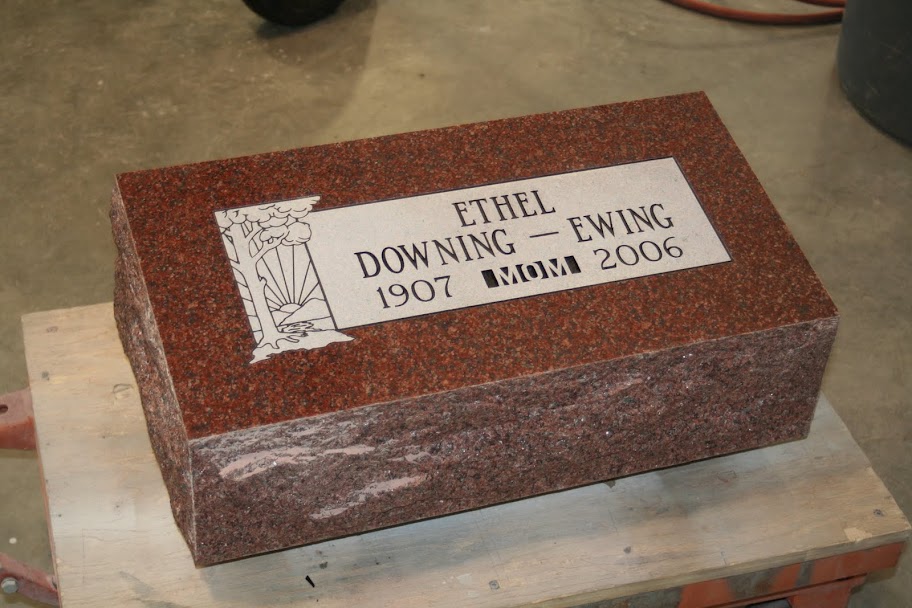 ETHEL
DOWNING — EWING
1907 MOM 2006